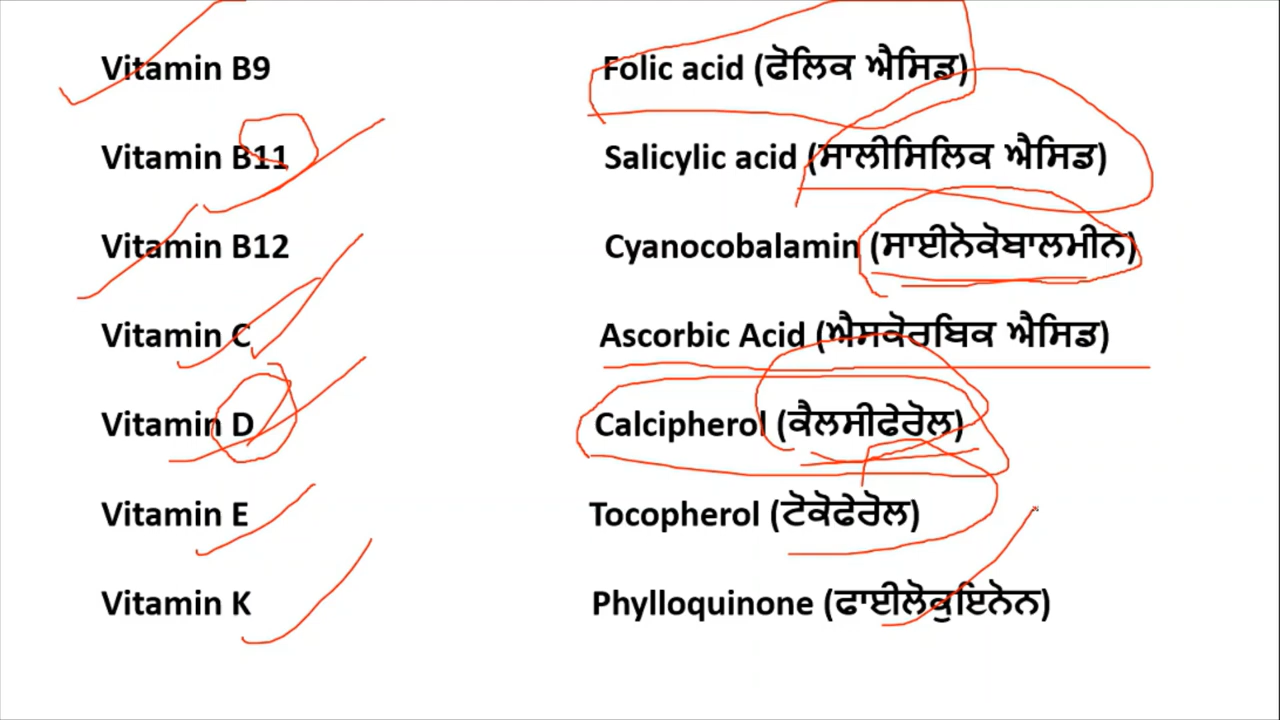 Vitamin B9 Folic acid (ਫੋਲਿਕ ਐਸਿਡ)
Vitamin B11 Salicylic acid (ਸਾਲੀਸਿਲਿਕ ਐਸਿਡ)
Vitamin B12 Cyanocobalamin (ਸਾਈਨੋਕੋਬਾਲਮੀਨ)
Vitamin C Ascorbic Acid (ਐਸਕੋਰਬਿਕ ਐਸਿਡ)
Vitamin D Calcipherol (ਕੈਲਸੀਫੇਰੋਲ)
Vitamin E Tocopherol (ਟੋਕੋਫੇਰੋਲ)
Vitamin K Phylloquinone (ਫਾਈਲੋਕੁਇਨੋਨ)